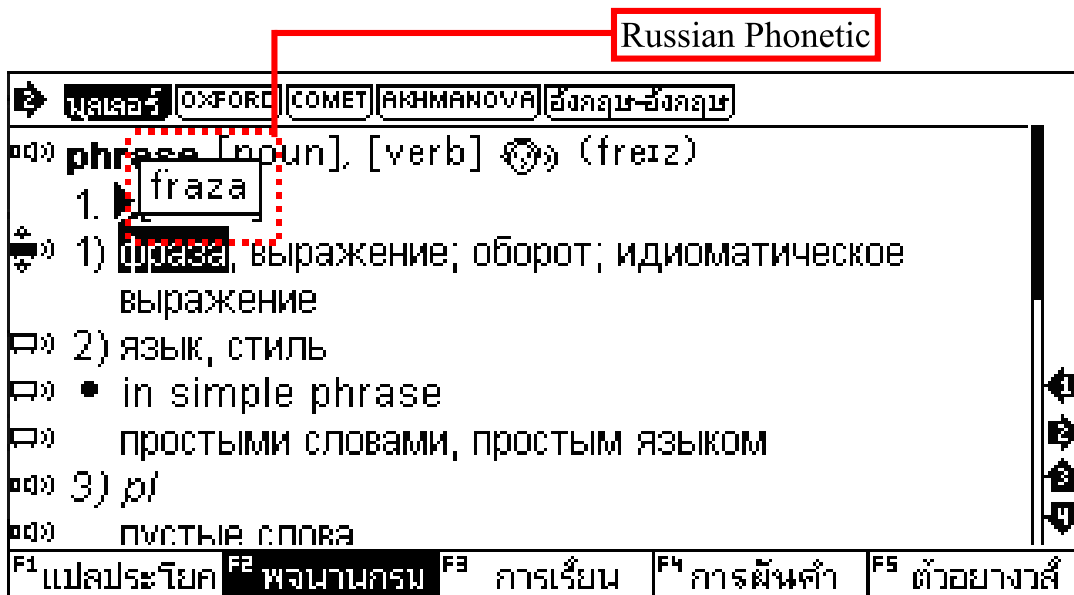 Russian Phonetic
มูลเลอร์ OXFORD COMET AKHMANOVA อังกฤษ-อังกฤษ
phrase [noun], [verb] (freɪz)
fraza
1.
1) фраза, выражение; оборот; идиоматическое
выражение
2) язык, стиль
• in simple phrase
простыми словами, простым языком
3) pl
пустые слова
F1 แปลประโยค F2 พจนานกรม F3 การเรียน F4 การผันคำ F5 ตัวอย่างวลี